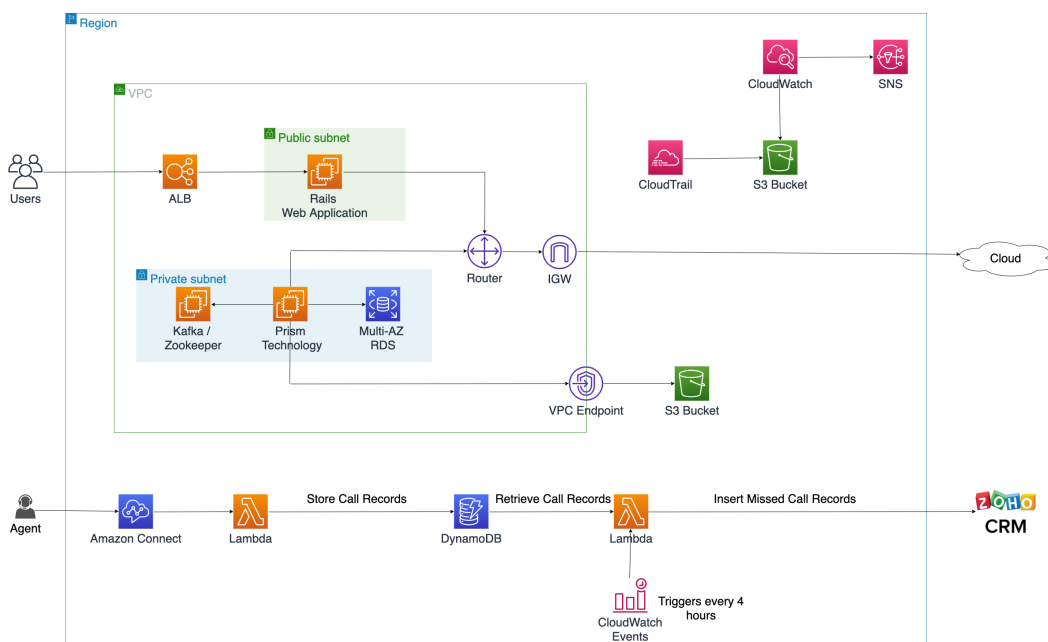 Region
CloudWatch
SNS
VPC
Public subnet
Users
ALB
Rails
Web Application
CloudTrail
S3 Bucket
Router
IGW
Cloud
Private subnet
Kafka /
Zookeeper
Prism
Technology
Multi-AZ
RDS
VPC Endpoint
S3 Bucket
Store Call Records
Retrieve Call Records
Insert Missed Call Records
ZOHO
CRM
Agent
Amazon Connect
Lambda
DynamoDB
Lambda
Triggers every 4
hours
CloudWatch
Events